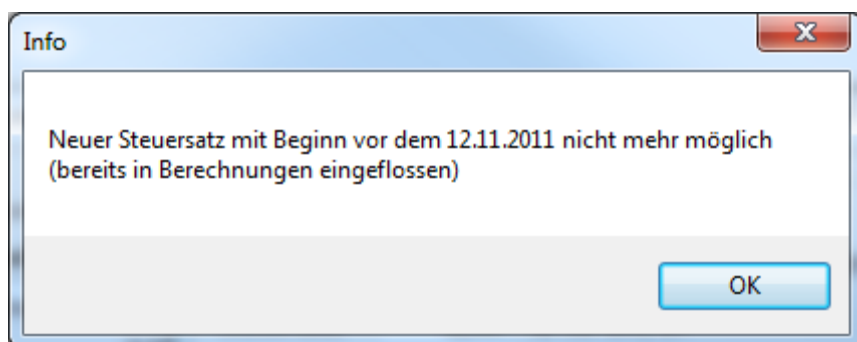 Info
Neuer Steuersatz mit Beginn vor dem 12.11.2011 nicht mehr möglich
(bereits in Berechnungen eingeflossen)
OK